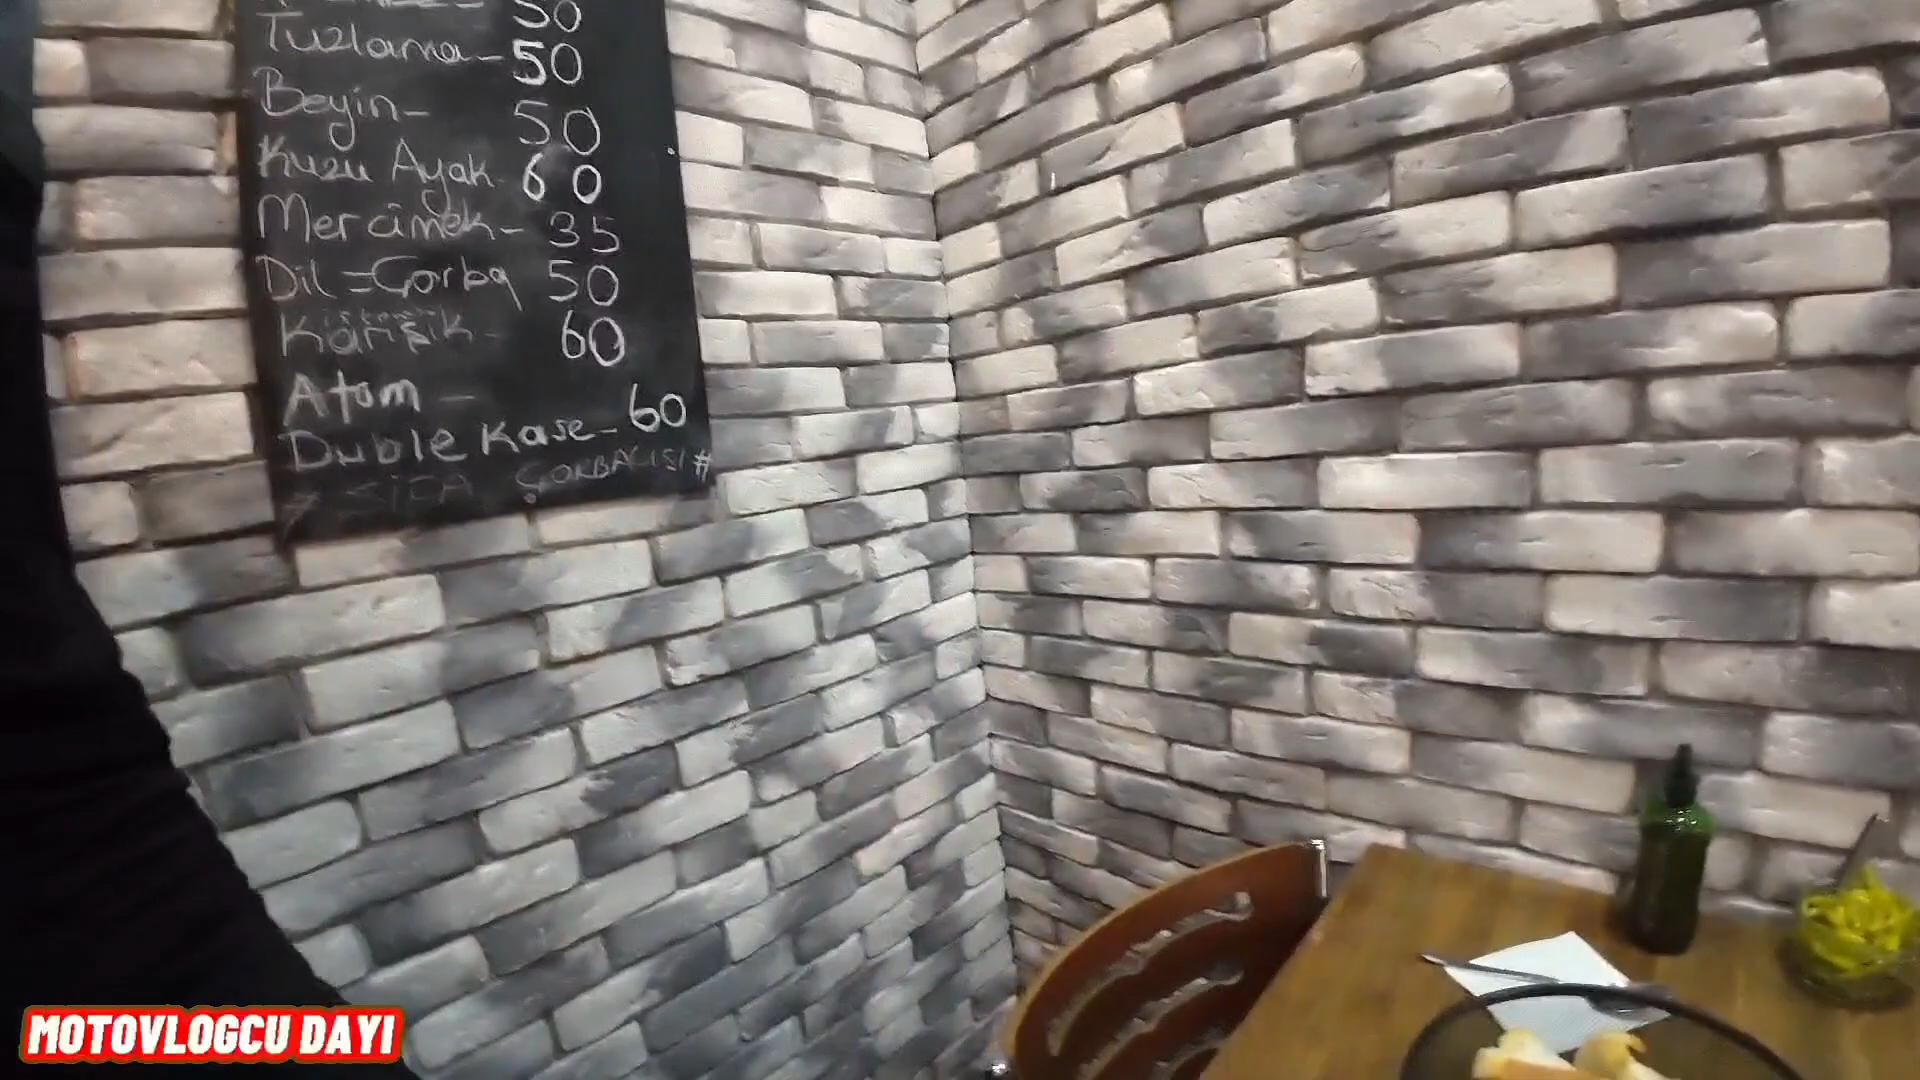 50
Tuzlama - 50
Beyin - 50
Kuzu Ayak 60
Mercimek - 35
Dil = Çorba 50
Karışık - 60
Atom -
Duble Kase - 60
ÇORBACISI #
MOTOVLOGCU DAYI